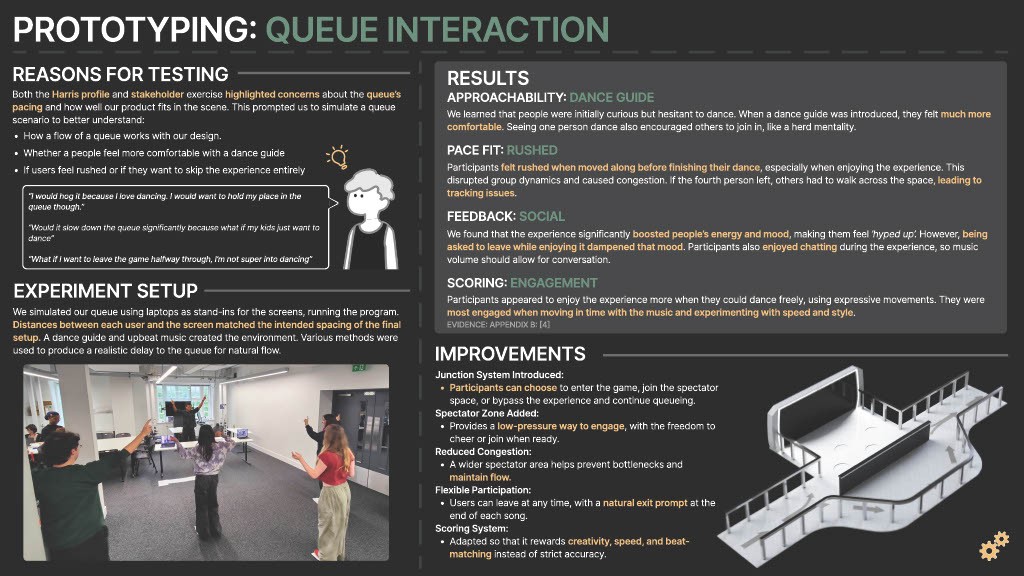 PROTOTYPING: QUEUE INTERACTION
REASONS FOR TESTING
Both the Harris profile and stakeholder exercise highlighted concerns about the queue's
pacing and how well our product fits in the scene. This prompted us to simulate a queue
scenario to better understand:
• How a flow of a queue works with our design.
• Whether a people feel more comfortable with a dance guide
• If users feel rushed or if they want to skip the experience entirely
"I would hog it because I love dancing. I would want to hold my place in the
queue though."
"Would it slow down the queue significantly because what if my kids just want to
dance"
"What if I want to leave the game halfway through, I'm not super into dancing"
EXPERIMENT SETUP
We simulated our queue using laptops as stand-ins for the screens, running the program.
Distances between each user and the screen matched the intended spacing of the final
setup. A dance guide and upbeat music created the environment. Various methods were
used to produce a realistic delay to the queue for natural flow.
RESULTS
APPROACHABILITY: DANCE GUIDE
We learned that people were initially curious but hesitant to dance. When a dance guide was introduced, they felt much more
comfortable. Seeing one person dance also encouraged others to join in, like a herd mentality.
PACE FIT: RUSHED
Participants felt rushed when moved along before finishing their dance, especially when enjoying the experience. This
disrupted group dynamics and caused congestion. If the fourth person left, others had to walk across the space, leading to
tracking issues.
FEEDBACK: SOCIAL
We found that the experience significantly boosted people's energy and mood, making them feel 'hyped up'. However, being
asked to leave while enjoying it dampened that mood. Participants also enjoyed chatting during the experience, so music
volume should allow for conversation.
SCORING: ENGAGEMENT
Participants appeared to enjoy the experience more when they could dance freely, using expressive movements. They were
most engaged when moving in time with the music and experimenting with speed and style.
EVIDENCE: APPENDIX B: [4]
IMPROVEMENTS
Junction System Introduced:
• Participants can choose to enter the game, join the spectator
space, or bypass the experience and continue queueing.
Spectator Zone Added:
• Provides a low-pressure way to engage, with the freedom to
cheer or join when ready.
Reduced Congestion:
• A wider spectator area helps prevent bottlenecks and
maintain flow.
Flexible Participation:
• Users can leave at any time, with a natural exit prompt at the
end of each song.
Scoring System:
• Adapted so that it rewards creativity, speed, and beat-
matching instead of strict accuracy.